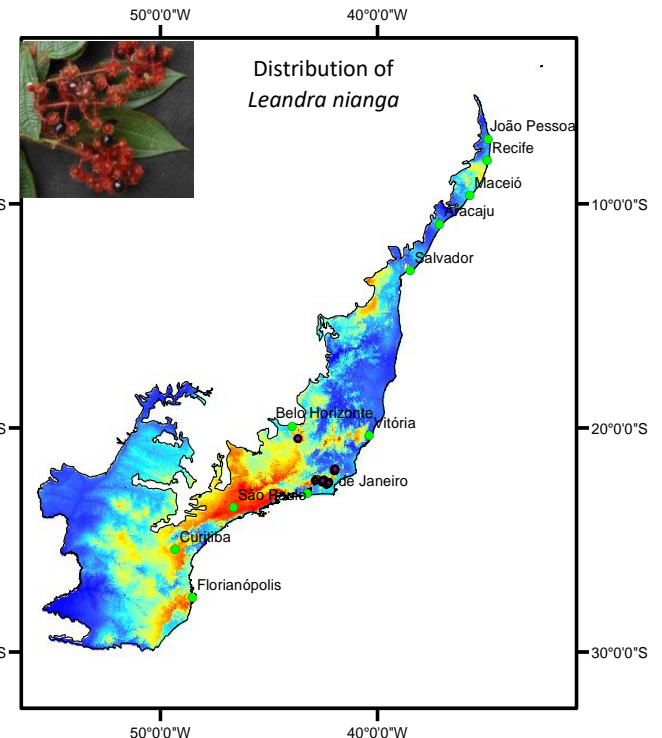 50°0'0"W 40°0'0"W
Distribution of
Leandra nianga
João Pessoa
Recife
Maceió
Aracaju
S 10°0'0"S
Salvador
Belo Horizonte
Vitória
20°0'0"S
de Janeiro
São Paulo
Curitiba
Florianópolis
S 30°0'0"S
50°0'0"W 40°0'0"W